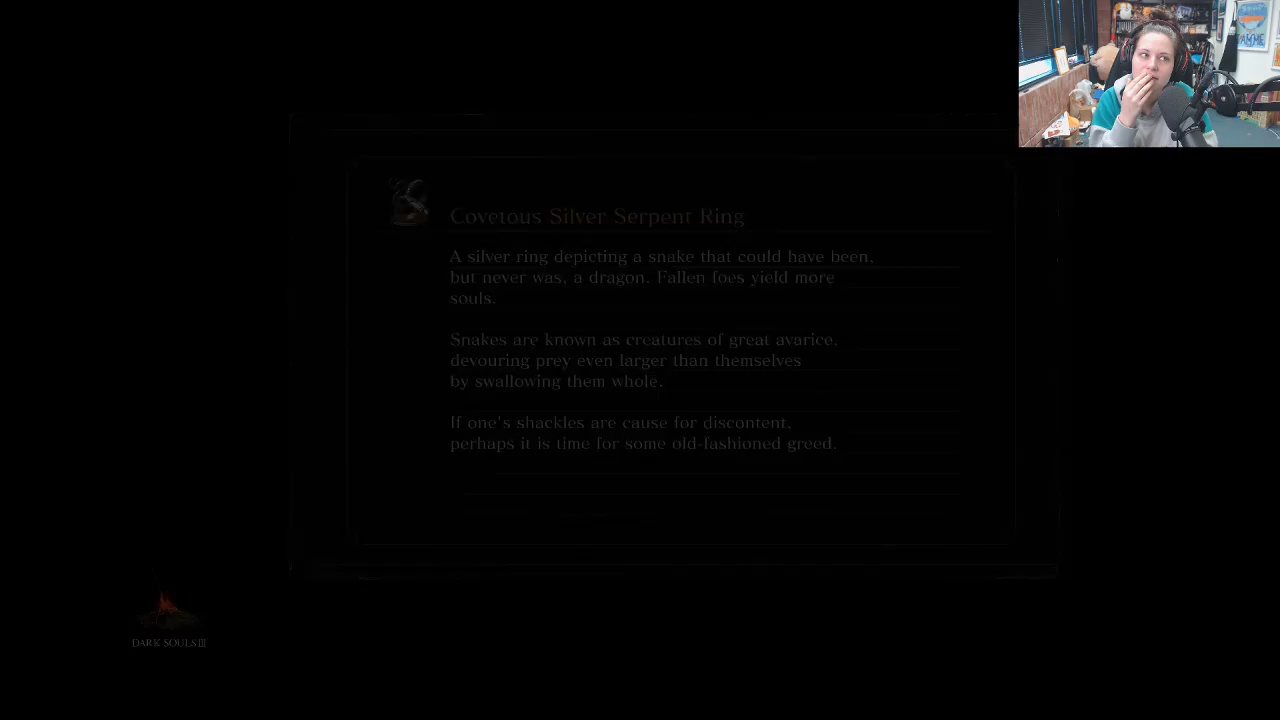 Covetous Silver Serpent Ring
A silver ring depicting a snake that could have been,
but never was, a dragon. Fallen foes yield more
souls.
Snakes are known as creatures of great avarice,
devouring prey even larger than themselves
by swallowing them whole.
If one's shackles are cause for discontent,
perhaps it is time for some old-fashioned greed.
DARK SOULS III